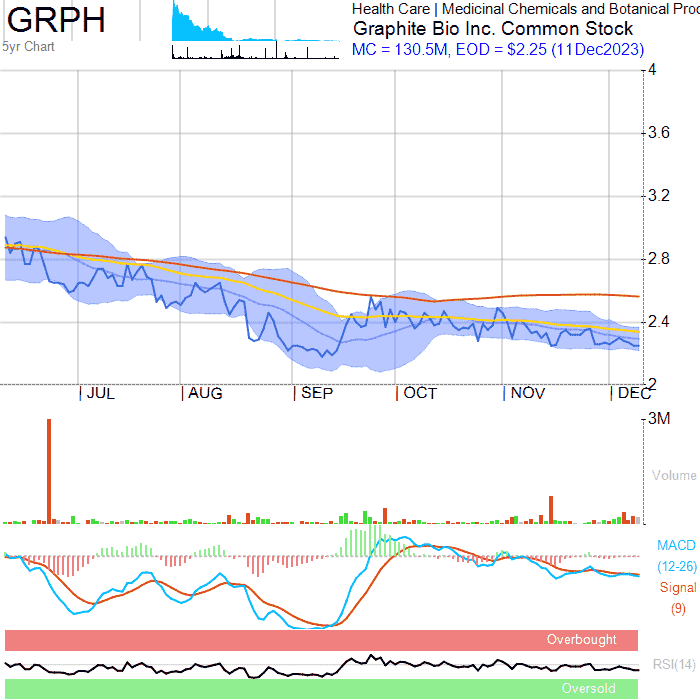 GRPH
5yr Chart
Health Care | Medicinal Chemicals and Botanical Proc
Graphite Bio Inc. Common Stock
MC = 130.5M, EOD = $2.25 (11Dec2023)
4
3.6
3.2
2.8
2.4
2
JUL AUG SEP OCT NOV DEC
3M
Volume
MACD
(12-26)
Signal
(9)
Overbought
RSI(14)
Oversold